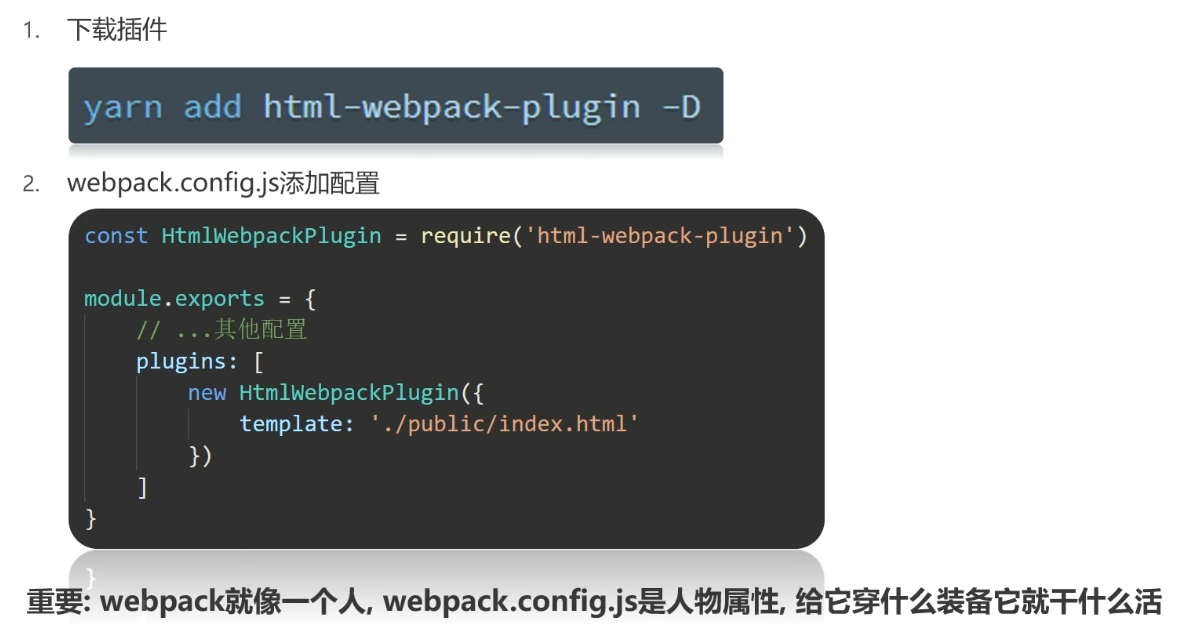 1. 下载插件
yarn add html-webpack-plugin -D
2. webpack.config.js添加配置
const HtmlWebpackPlugin = require('html-webpack-plugin')
module.exports = {
    // ...其他配置
    plugins: [
        new HtmlWebpackPlugin({
            template: './public/index.html'
        })
    ]
}
重要: webpack就像一个人, webpack.config.js是人物属性, 给它穿什么装备它就干什么活